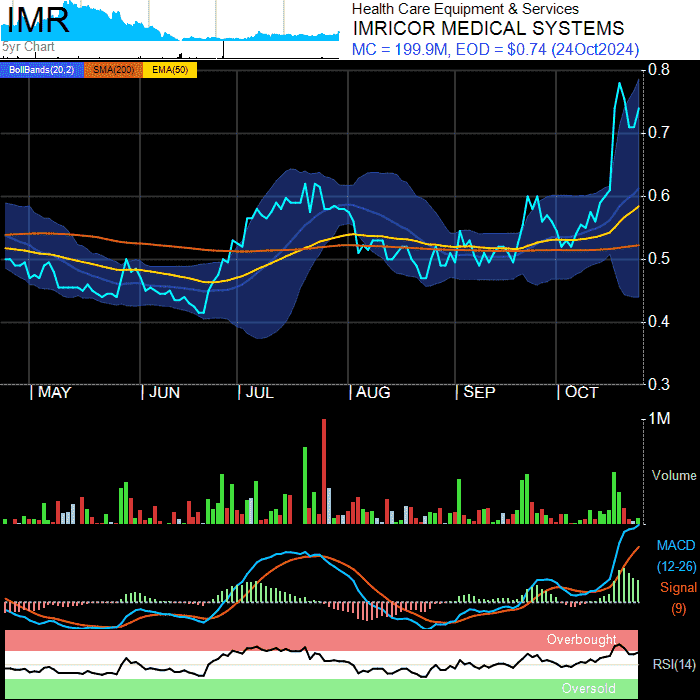 IMR
5yr Chart
Health Care Equipment & Services
IMRICOR MEDICAL SYSTEMS
MC = 199.9M, EOD = $0.74 (24Oct2024)
BollBands(20,2) SMA(200) EMA(50)
0.8
0.7
0.6
0.5
0.4
0.3
MAY JUN JUL AUG SEP OCT
1M
Volume
MACD
(12-26)
Signal
(9)
Overbought
RSI(14)
Oversold